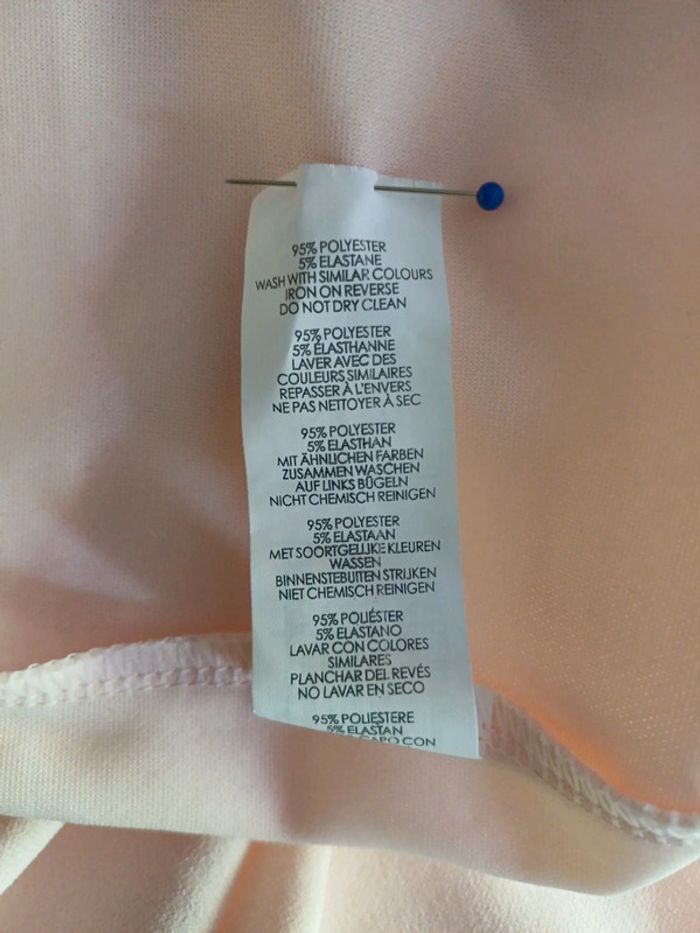 95% POLYESTER
5% ELASTANE
WASH WITH SIMILAR COLOURS
IRON ON REVERSE
DO NOT DRY CLEAN
95% POLYESTER
5% ÉLASTHANNE
LAVER AVEC DES
COULEURS SIMILAIRES
REPASSER À L'ENVERS
NE PAS NETTOYER À SEC
95% POLYESTER
5% ELASTHAN
MIT ÄHNLICHEN FARBEN
ZUSAMMEN WASCHEN
AUF LINKS BÜGELN
NICHT CHEMISCH REINIGEN
95% POLYESTER
5% ELASTAAN
MET SOORTGELIJKE KLEUREN
WASSEN
BINNENSTEBUITEN STRIJKEN
NIET CHEMISCH REINIGEN
95% POLIÉSTER
5% ELASTANO
LAVAR CON COLORES
SIMILARES
PLANCHAR DEL REVÉS
NO LAVAR EN SECO
95% POLIESTERE
5% ELASTAN
CAPO CON